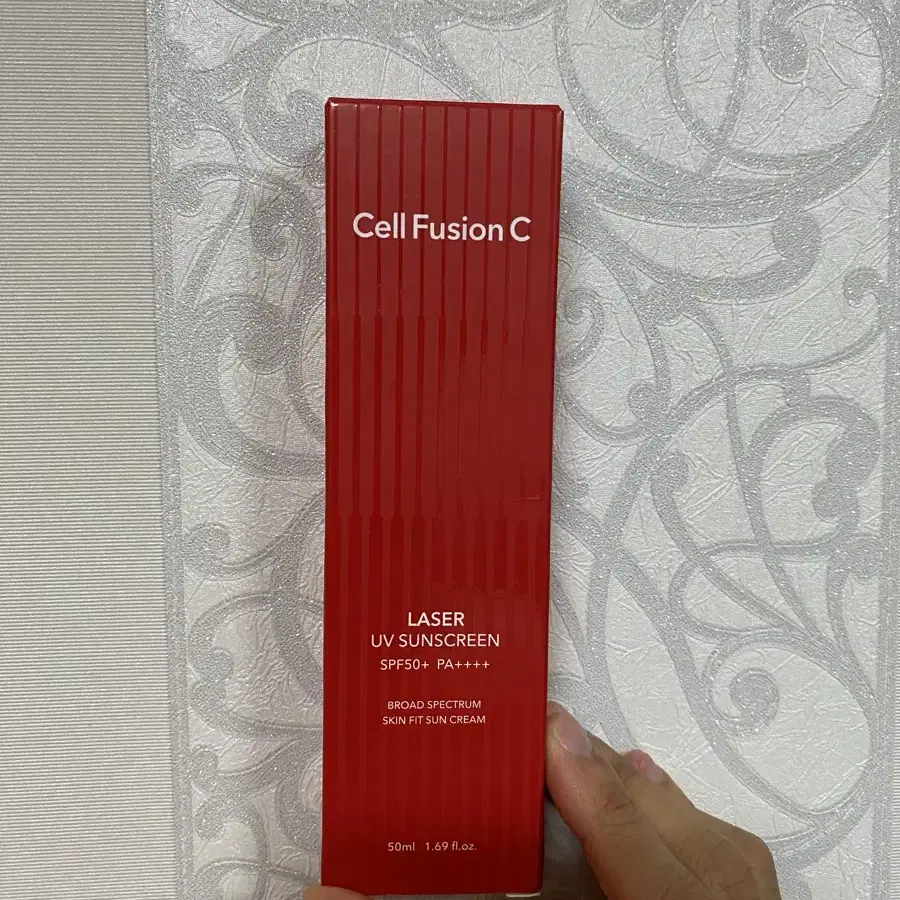 Cell Fusion C
LASER
UV SUNSCREEN
SPF50+ PA++++
BROAD SPECTRUM
SKIN FIT SUN CREAM
50ml 1.69 fl.oz.